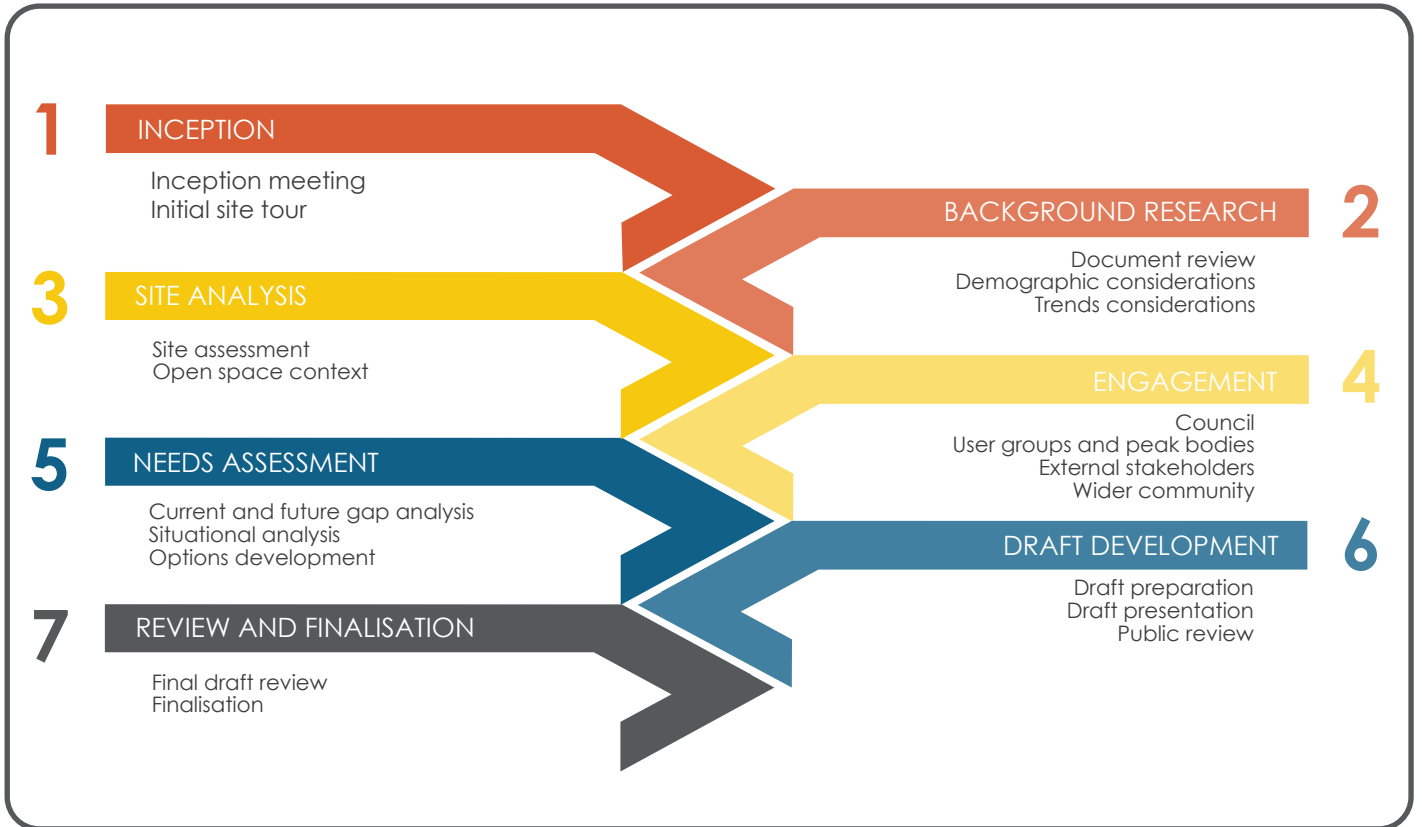 1
INCEPTION
Inception meeting
Initial site tour
2
BACKGROUND RESEARCH
Document review
Demographic considerations
Trends considerations
3
SITE ANALYSIS
Site assessment
Open space context
4
ENGAGEMENT
Council
User groups and peak bodies
External stakeholders
Wider community
5
NEEDS ASSESSMENT
Current and future gap analysis
Situational analysis
Options development
6
DRAFT DEVELOPMENT
Draft preparation
Draft presentation
Public review
7
REVIEW AND FINALISATION
Final draft review
Finalisation